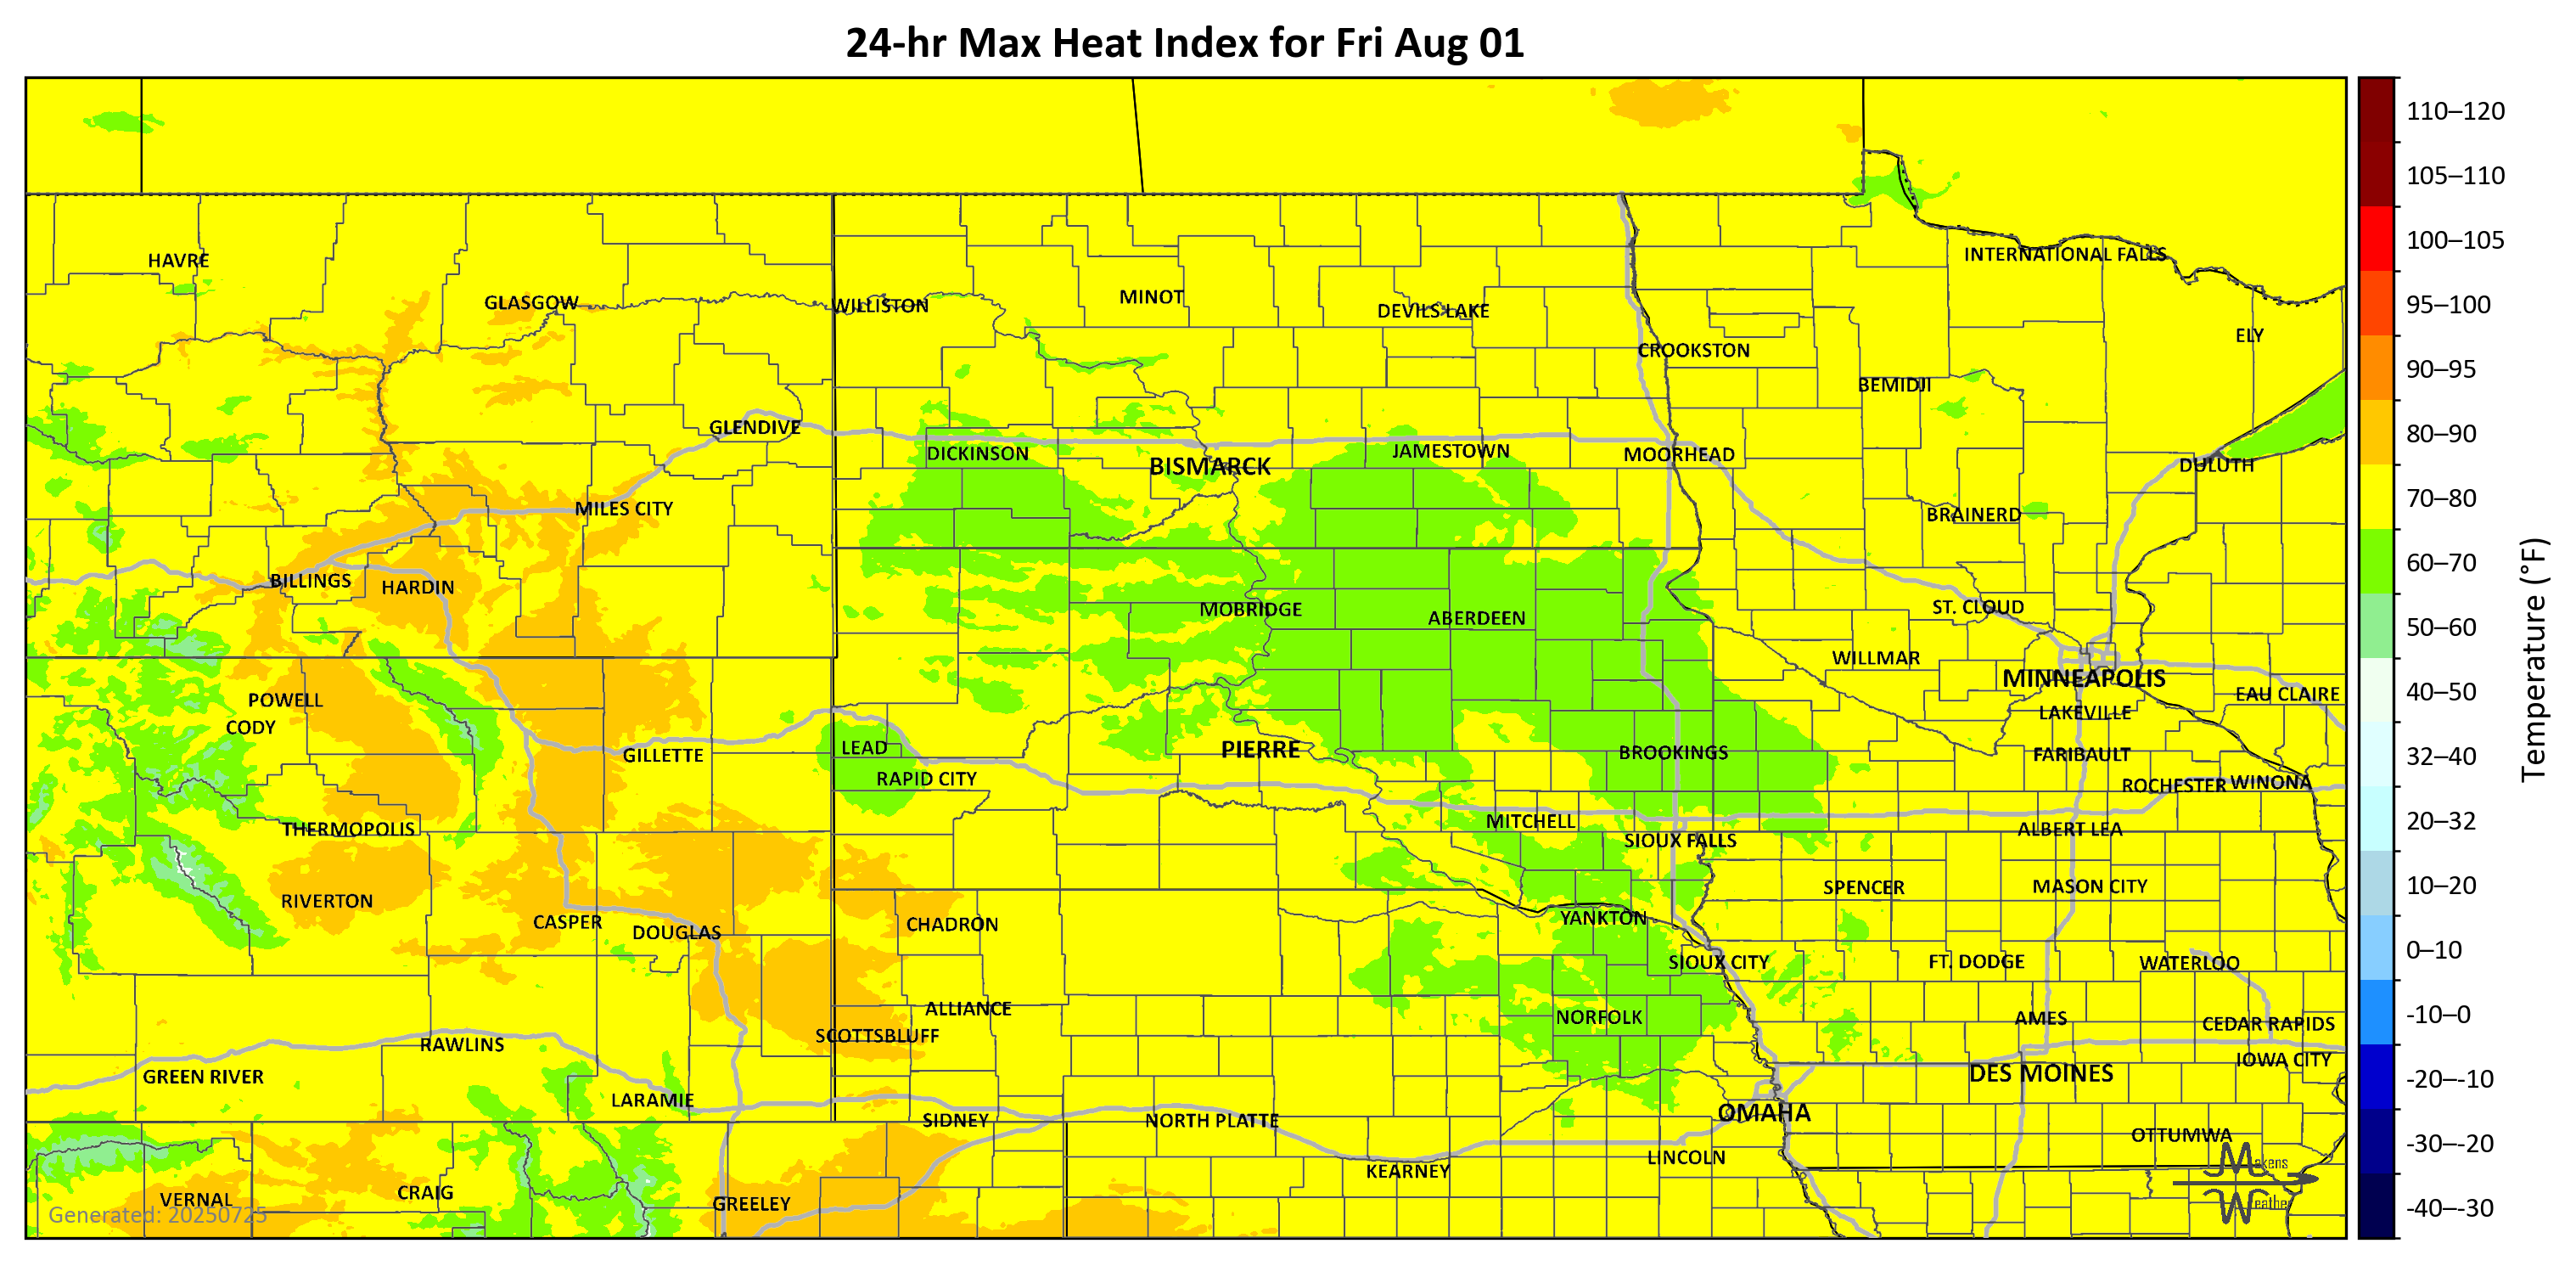 24-hr Max Heat Index for Fri Aug 01
110–120
105–110
100–105
95–100
90–95
80–90
70–80
60–70
50–60
40–50
32–40
20–32
10–20
0–10
-10–0
-20–-10
-30–-20
-40–-30
Temperature (°F)
HAVRE
GLASGOW
WILLISTON
MINOT
DEVILS LAKE
INTERNATIONAL FALLS
ELY
CROOKSTON
BEMIDJI
GLENDIVE
DICKINSON
BISMARCK
JAMESTOWN
MOORHEAD
DULUTH
MILES CITY
BRAINERD
BILLINGS
HARDIN
MOBRIDGE
ABERDEEN
ST. CLOUD
WILLMAR
MINNEAPOLIS
EAU CLAIRE
POWELL
CODY
LAKEVILLE
GILLETTE
LEAD
PIERRE
BROOKINGS
FARIBAULT
RAPID CITY
ROCHESTER
WINONA
THERMOPOLIS
MITCHELL
SIOUX FALLS
ALBERT LEA
RIVERTON
SPENCER
MASON CITY
CASPER
DOUGLAS
CHADRON
YANKTON
SIOUX CITY
FT. DODGE
WATERLOO
ALLIANCE
NORFOLK
AMES
CEDAR RAPIDS
SCOTTSBLUFF
RAWLINS
IOWA CITY
GREEN RIVER
DES MOINES
LARAMIE
SIDNEY
NORTH PLATTE
OMAHA
OTTUMWA
LINCOLN
KEARNEY
VERNAL
CRAIG
GREELEY
Generated: 20250725
Makens
Weather